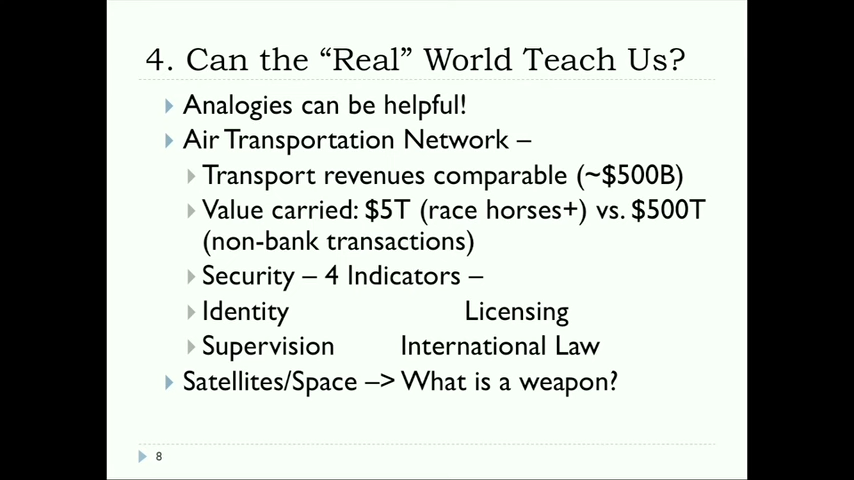 4. Can the “Real” World Teach Us?
Analogies can be helpful!
Air Transportation Network –
Transport revenues comparable (~$500B)
Value carried: $5T (race horses+) vs. $500T
(non-bank transactions)
Security – 4 Indicators –
Identity Licensing
Supervision International Law
Satellites/Space –> What is a weapon?
8